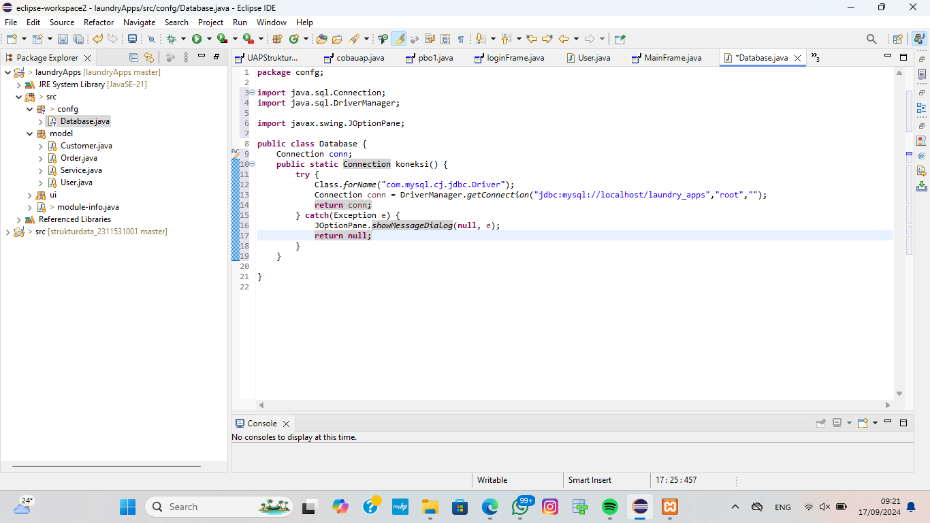 eclipse-workspace2 - laundryApps/src/confg/Database.java - Eclipse IDE
File Edit Source Refactor Navigate Search Project Run Window Help
Package Explorer
UAPStruktur...
cobauap.java
pbo1.java
loginFrame.java
User.java
MainFrame.java
*Database.java
»3
> laundryApps [laundryApps master]
JRE System Library [JavaSE-21]
> src
> confg
Database.java
model
Customer.java
Order.java
Service.java
User.java
ui
> module-info.java
Referenced Libraries
> src [strukturdata_2311531001 master]
1 package confg;
2
3 import java.sql.Connection;
4 import java.sql.DriverManager;
5
6 import javax.swing.JOptionPane;
7
8 public class Database {
9 Connection conn;
10 public static Connection koneksi() {
11 try {
12 Class.forName("com.mysql.cj.jdbc.Driver");
13 Connection conn = DriverManager.getConnection("jdbc:mysql://localhost/laundry_apps","root","");
14 return conn;
15 } catch(Exception e) {
16 JOptionPane.showMessageDialog(null, e);
17 return null;
18 }
19 }
20
21 }
22
Console
No consoles to display at this time.
Writable
Smart Insert
17 : 25 : 457
24°
Search
99+
ENG
09:21
17/09/2024